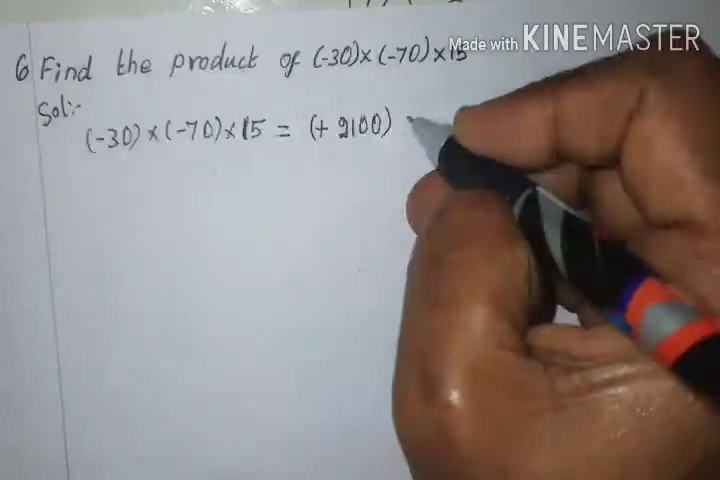 6 Find the product of (-30)×(-70)×15
Made with KINEMASTER
Sol:-
(-30)×(-70)×15 = (+ 2100)